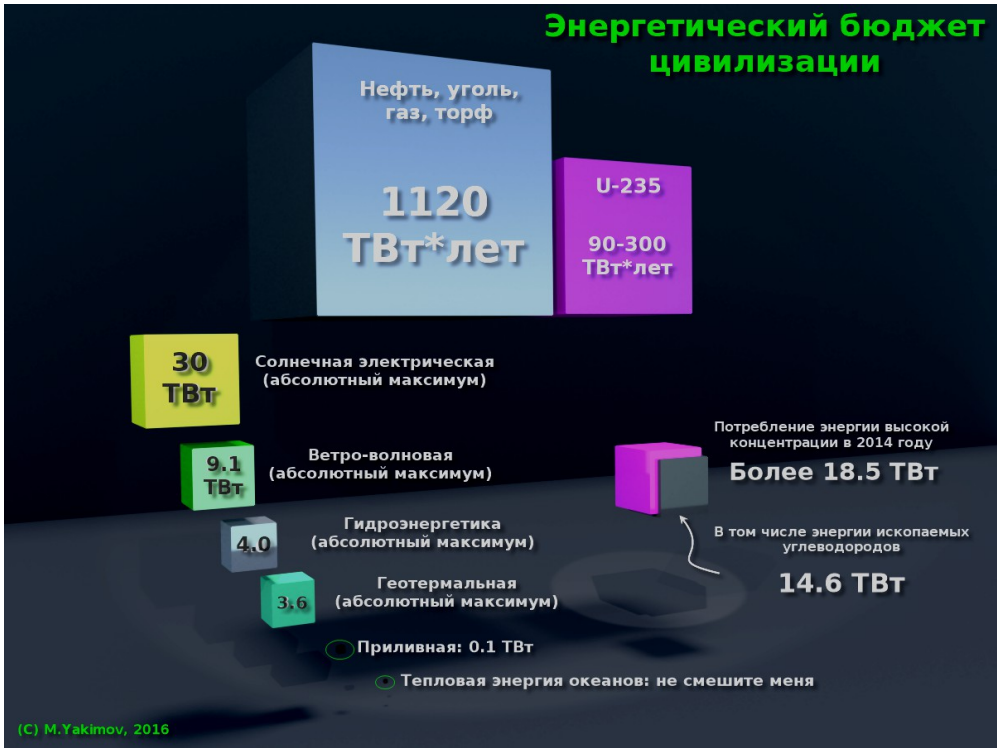 Энергетический бюджет
цивилизации
Нефть, уголь,
газ, торф
1120
ТВт*лет
U-235
90-300
ТВт*лет
30
ТВт
Солнечная электрическая
(абсолютный максимум)
9.1
ТВт
Ветро-волновая
(абсолютный максимум)
4.0
Гидроэнергетика
(абсолютный максимум)
3.6
Геотермальная
(абсолютный максимум)
Приливная: 0.1 ТВт
Тепловая энергия океанов: не смешите меня
Потребление энергии высокой
концентрации в 2014 году
Более 18.5 ТВт
В том числе энергии ископаемых
углеводородов
14.6 ТВт
(C) M.Yakimov, 2016